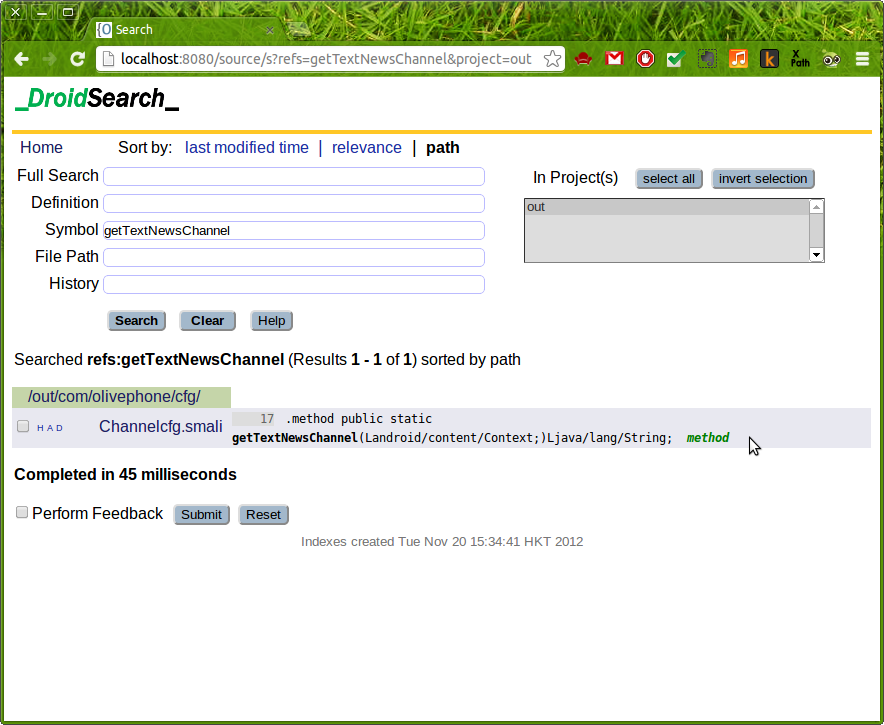 {O Search
localhost:8080/source/s?refs=getTextNewsChannel&project=out
X Path
_DroidSearch_
Home Sort by: last modified time | relevance | path
Full Search
In Project(s) select all invert selection
Definition
out
Symbol getTextNewsChannel
File Path
History
Search Clear Help
Searched refs:getTextNewsChannel (Results 1 - 1 of 1) sorted by path
/out/com/olivephone/cfg/
H A D Channelcfg.smali 17 .method public static
getTextNewsChannel(Landroid/content/Context;)Ljava/lang/String; method
Completed in 45 milliseconds
Perform Feedback Submit Reset
Indexes created Tue Nov 20 15:34:41 HKT 2012